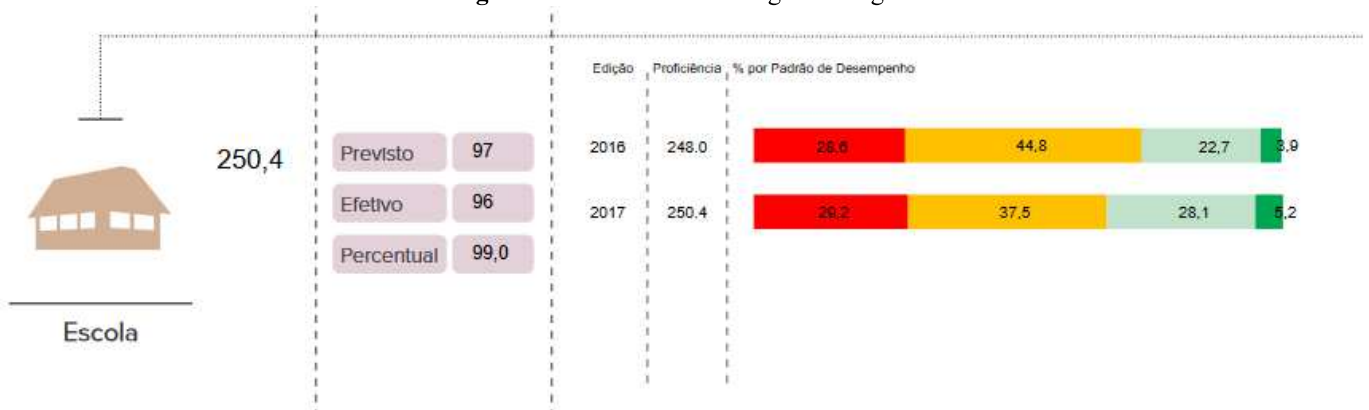 Edição Proficiência % por Padrão de Desempenho
250,4
Previsto 97
Efetivo 96
Percentual 99,0
2016 248.0 28,6 44,8 22,7 3,9
2017 250.4 29,2 37,5 28,1 5,2
Escola